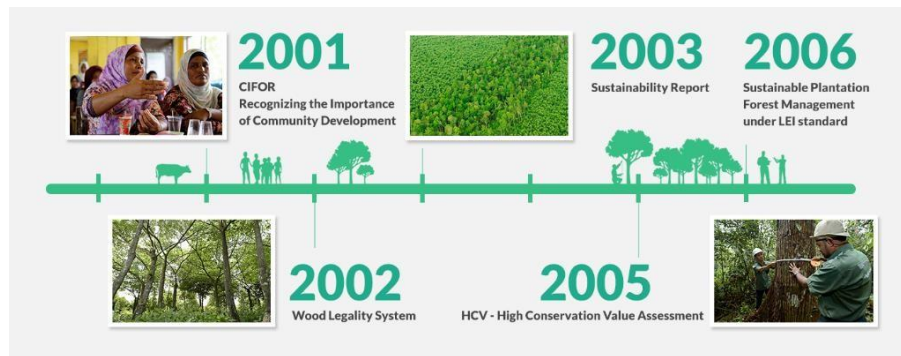 2001
CIFOR
Recognizing the Importance
of Community Development
2003
Sustainability Report
2006
Sustainable Plantation
Forest Management
under LEI standard
2002
Wood Legality System
2005
HCV - High Conservation Value Assessment